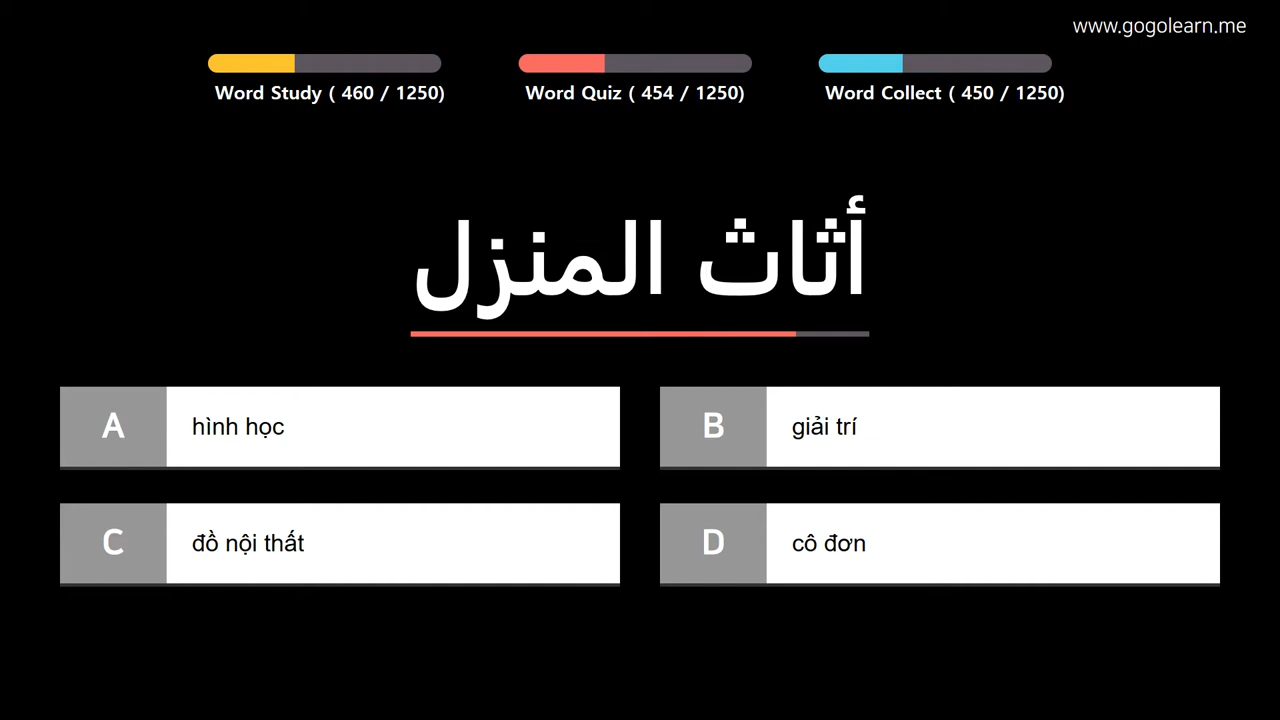 www.gogolearn.me
Word Study ( 460 / 1250)
Word Quiz ( 454 / 1250)
Word Collect ( 450 / 1250)
أثاث المنزل
A
hình học
B
giải trí
C
đồ nội thất
D
cô đơn